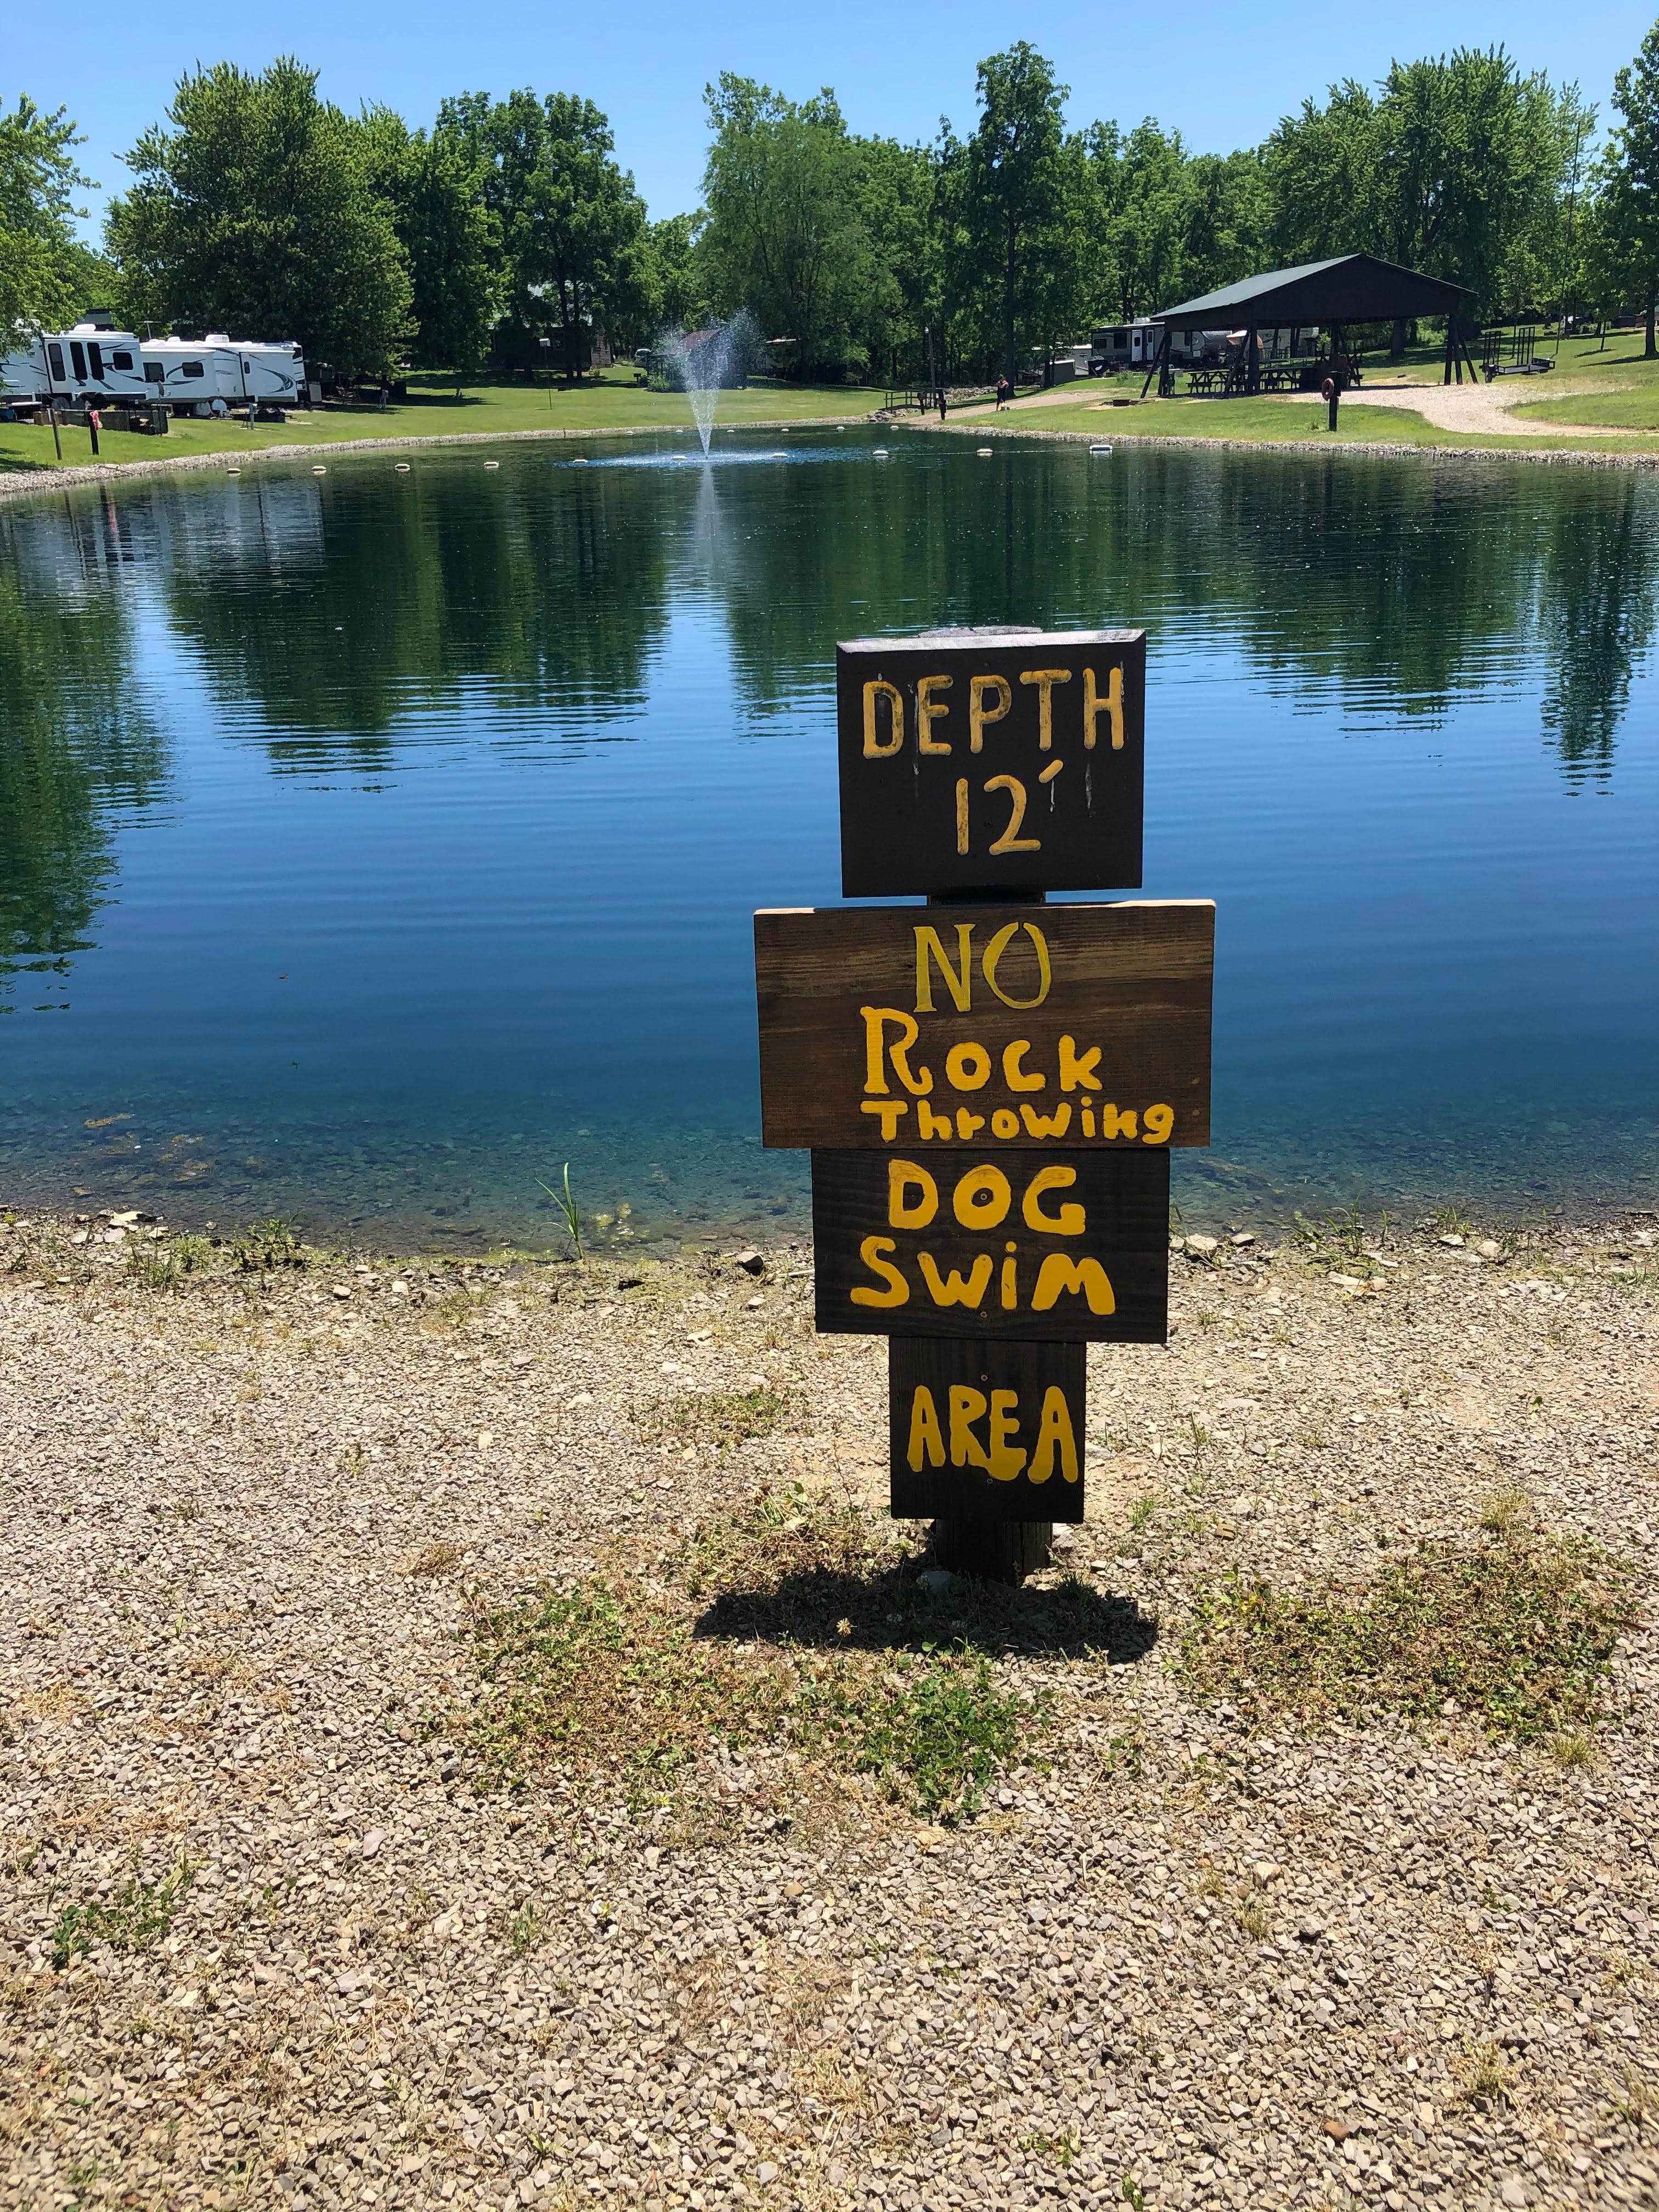 DEPTH
12'
NO
ROCK
Throwing
DOG
SWiM
AREA